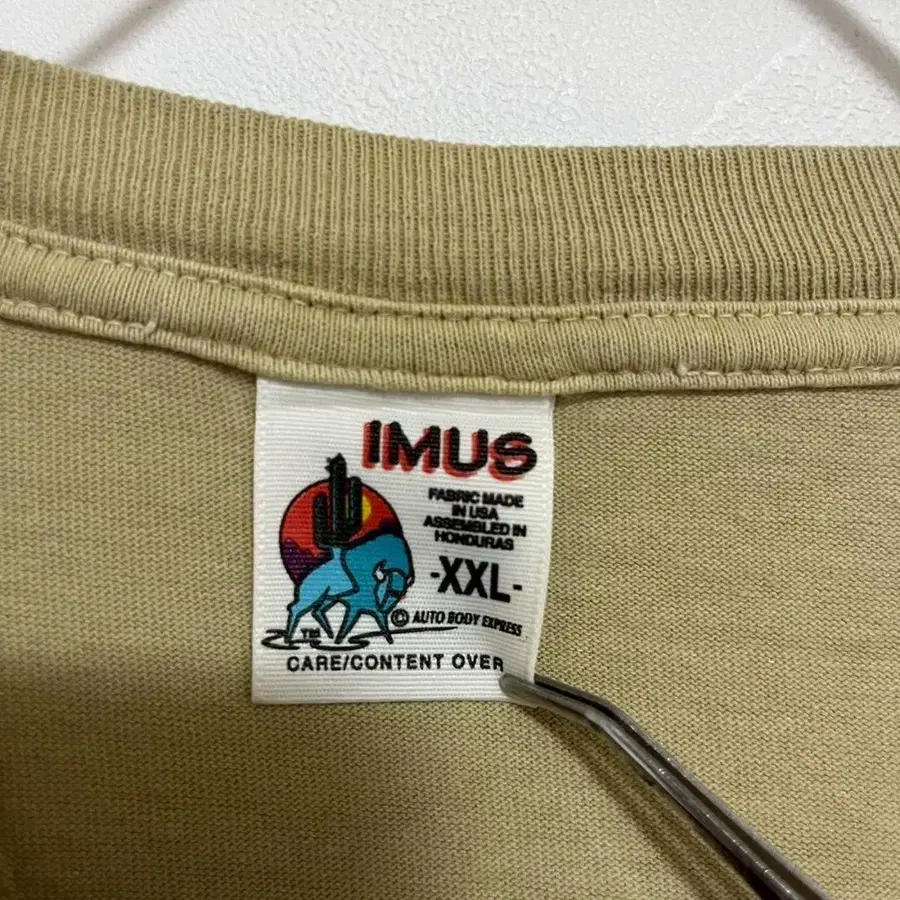 IMUS
FABRIC MADE
IN USA
ASSEMBLED IN
HONDURAS
-XXL-
© AUTO BODY EXPRESS
TM
CARE/CONTENT OVER